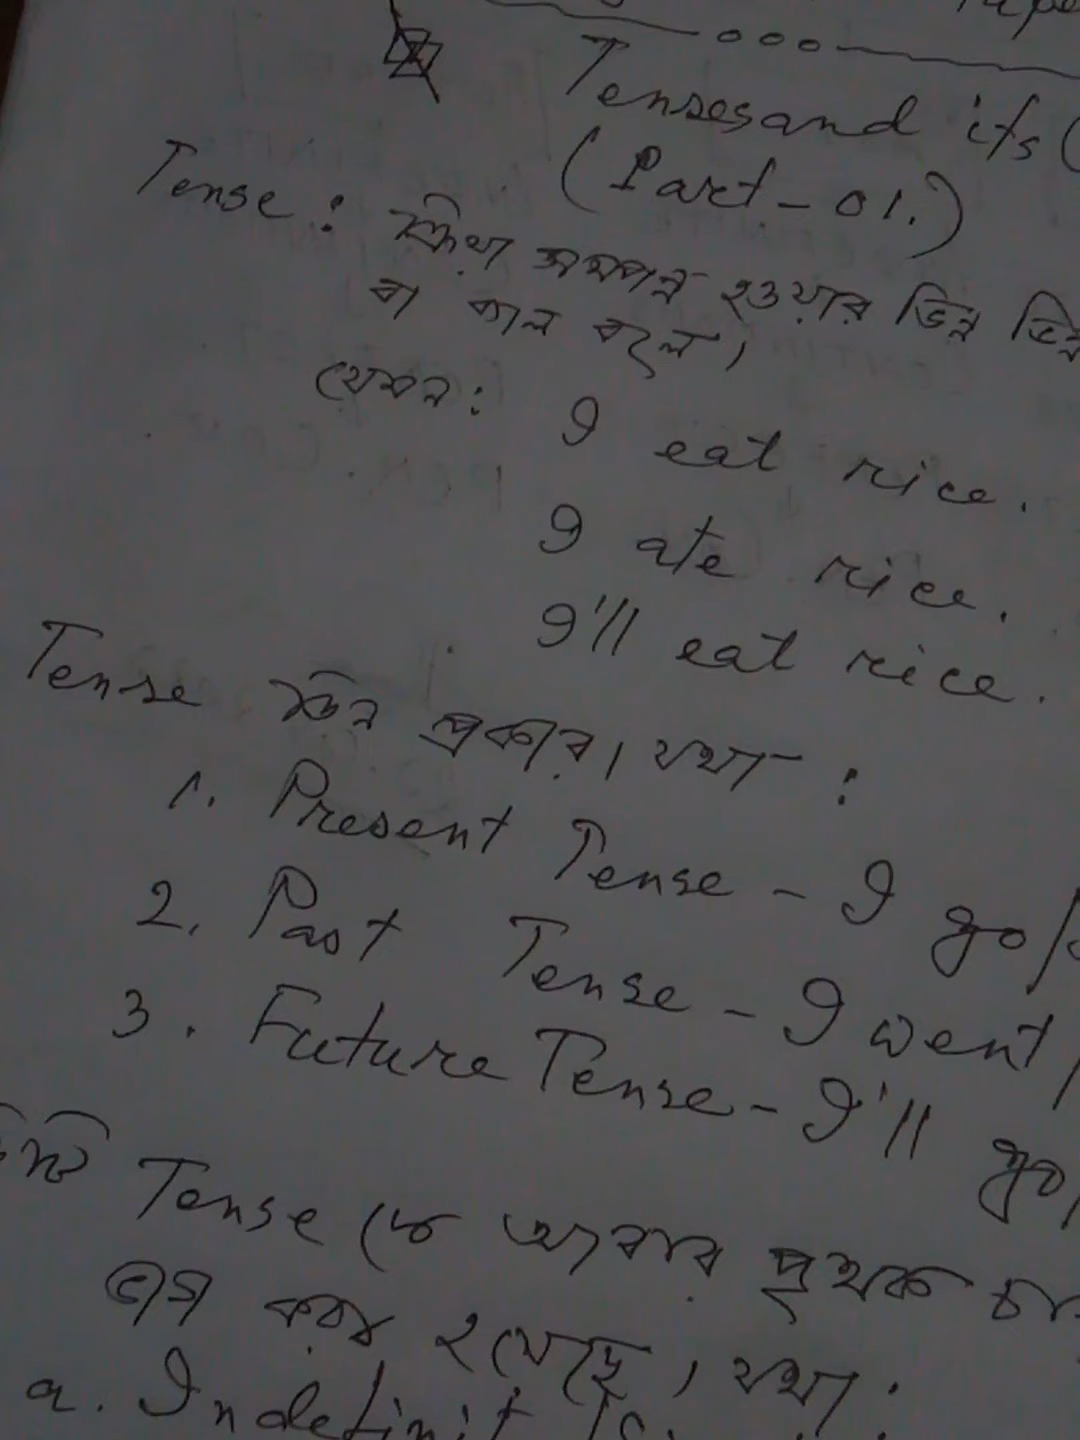 Tenses and its (
(Part-01.)
Tense: ক্রিয়া সম্পন্ন হওয়ার ভিন্ন ভিন্ন
বা কাল বলে।
যেমন: I eat rice.
I ate rice.
I'll eat rice.
Tense তিন প্রকার। যথা:
1. Present Tense - I go/
2. Past Tense - I went/
3. Future Tense - I'll go/
Tense কে আবার পৃথক
ভাগ করা হয়েছে। যথা:
a. Indefinit